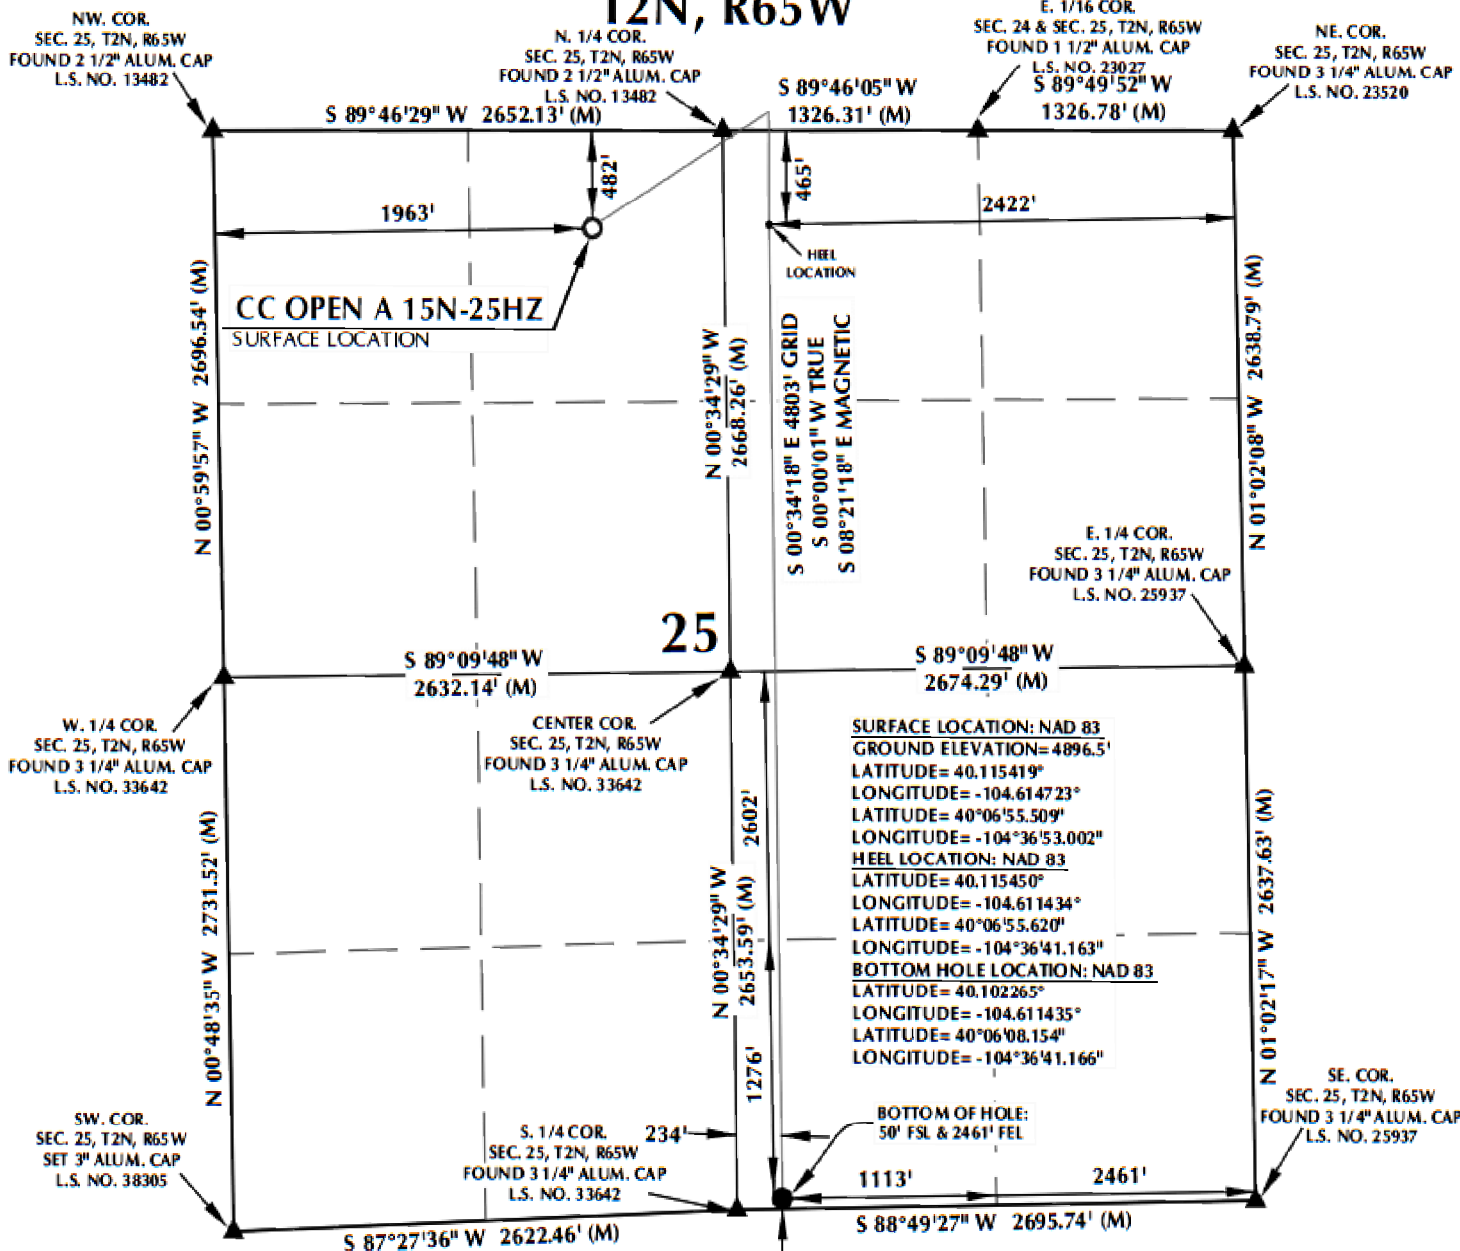 T2N, R65W
NW. COR.
SEC. 25, T2N, R65W
FOUND 2 1/2" ALUM. CAP
L.S. NO. 13482
N. 1/4 COR.
SEC. 25, T2N, R65W
FOUND 2 1/2" ALUM. CAP
L.S. NO. 13482
E. 1/16 COR.
SEC. 24 & SEC. 25, T2N, R65W
FOUND 1 1/2" ALUM. CAP
L.S. NO. 23027
NE. COR.
SEC. 25, T2N, R65W
FOUND 3 1/4" ALUM. CAP
L.S. NO. 23520
S 89°46'29" W 2652.13' (M)
S 89°46'05" W
1326.31' (M)
S 89°49'52" W
1326.78' (M)
482'
465'
1963'
2422'
HEEL
LOCATION
CC OPEN A 15N-25HZ
SURFACE LOCATION
N 00°59'57" W 2696.54' (M)
N 00°34'29" W
2668.26' (M)
S 00°34'18" E 4803' GRID
S 00°00'01" W TRUE
S 08°21'18" E MAGNETIC
N 01°02'08" W 2638.79' (M)
E. 1/4 COR.
SEC. 25, T2N, R65W
FOUND 3 1/4" ALUM. CAP
L.S. NO. 25937
25
S 89°09'48" W
2632.14' (M)
S 89°09'48" W
2674.29' (M)
W. 1/4 COR.
SEC. 25, T2N, R65W
FOUND 3 1/4" ALUM. CAP
L.S. NO. 33642
CENTER COR.
SEC. 25, T2N, R65W
FOUND 3 1/4" ALUM. CAP
L.S. NO. 33642
SURFACE LOCATION: NAD 83
GROUND ELEVATION= 4896.5'
LATITUDE= 40.115419°
LONGITUDE= -104.614723°
LATITUDE= 40°06'55.509"
LONGITUDE= -104°36'53.002"
HEEL LOCATION: NAD 83
LATITUDE= 40.115450°
LONGITUDE= -104.611434°
LATITUDE= 40°06'55.620"
LONGITUDE= -104°36'41.163"
BOTTOM HOLE LOCATION: NAD 83
LATITUDE= 40.102265°
LONGITUDE= -104.611435°
LATITUDE= 40°06'08.154"
LONGITUDE= -104°36'41.166"
N 00°48'35" W 2731.52' (M)
N 00°34'29" W
2653.59' (M)
2602'
1276'
N 01°02'17" W 2637.63' (M)
SW. COR.
SEC. 25, T2N, R65W
SET 3" ALUM. CAP
L.S. NO. 38305
S. 1/4 COR.
SEC. 25, T2N, R65W
FOUND 3 1/4" ALUM. CAP
L.S. NO. 33642
234'
BOTTOM OF HOLE:
50' FSL & 2461' FEL
SE. COR.
SEC. 25, T2N, R65W
FOUND 3 1/4" ALUM. CAP
L.S. NO. 25937
1113'
2461'
S 87°27'36" W 2622.46' (M)
S 88°49'27" W 2695.74' (M)